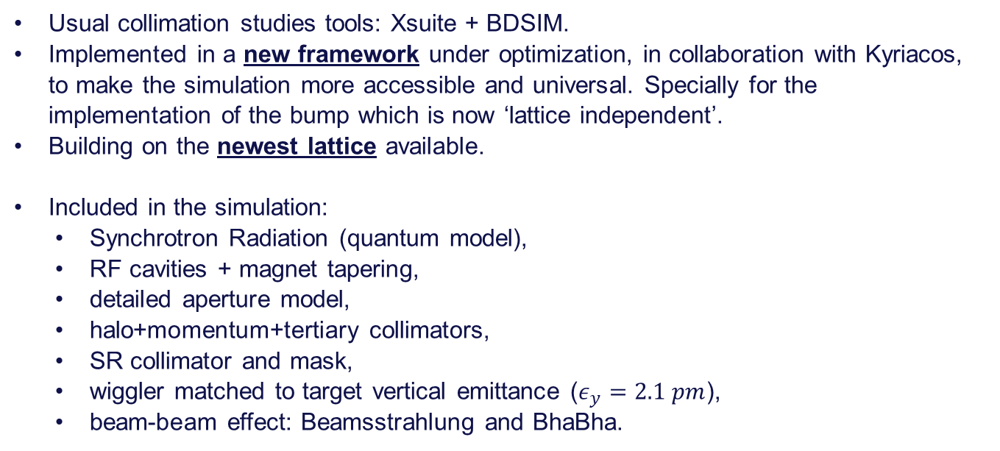 • Usual collimation studies tools: Xsuite + BDSIM.
• Implemented in a new framework under optimization, in collaboration with Kyriacos,
to make the simulation more accessible and universal. Specially for the
implementation of the bump which is now ‘lattice independent’.
• Building on the newest lattice available.
• Included in the simulation:
• Synchrotron Radiation (quantum model),
• RF cavities + magnet tapering,
• detailed aperture model,
• halo+momentum+tertiary collimators,
• SR collimator and mask,
• wiggler matched to target vertical emittance (𝜖𝑦 = 2.1 𝑝𝑚),
• beam-beam effect: Beamsstrahlung and BhaBha.